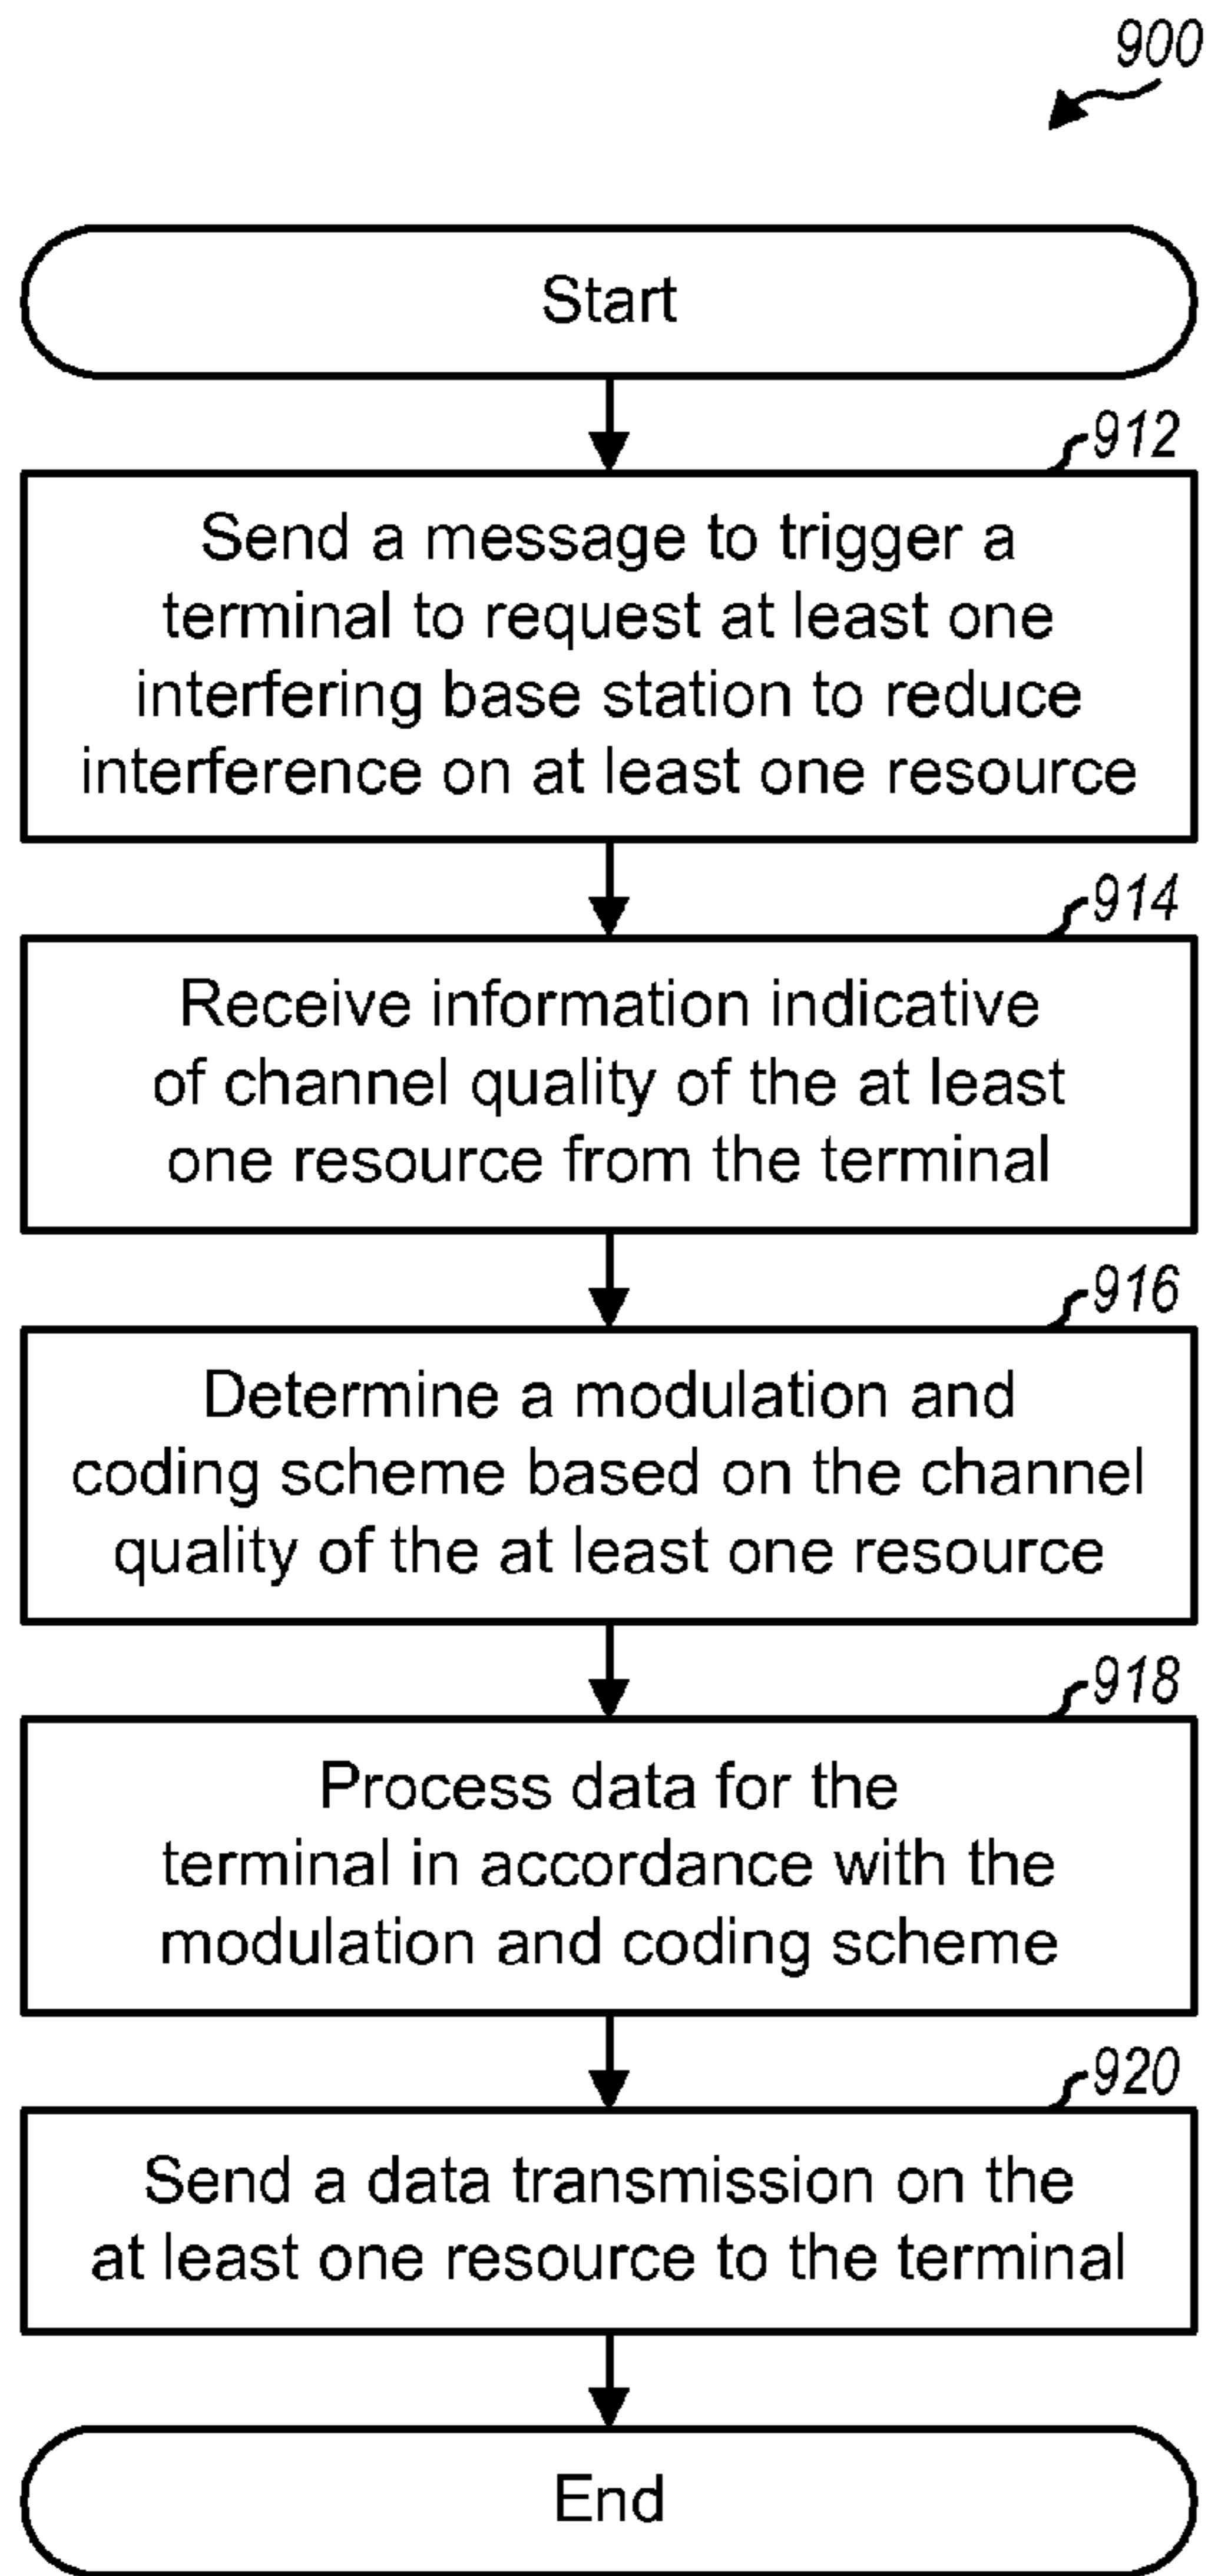 900
Start
912
Send a message to trigger a
terminal to request at least one
interfering base station to reduce
interference on at least one resource
914
Receive information indicative
of channel quality of the at least
one resource from the terminal
916
Determine a modulation and
coding scheme based on the channel
quality of the at least one resource
918
Process data for the
terminal in accordance with the
modulation and coding scheme
920
Send a data transmission on the
at least one resource to the terminal
End